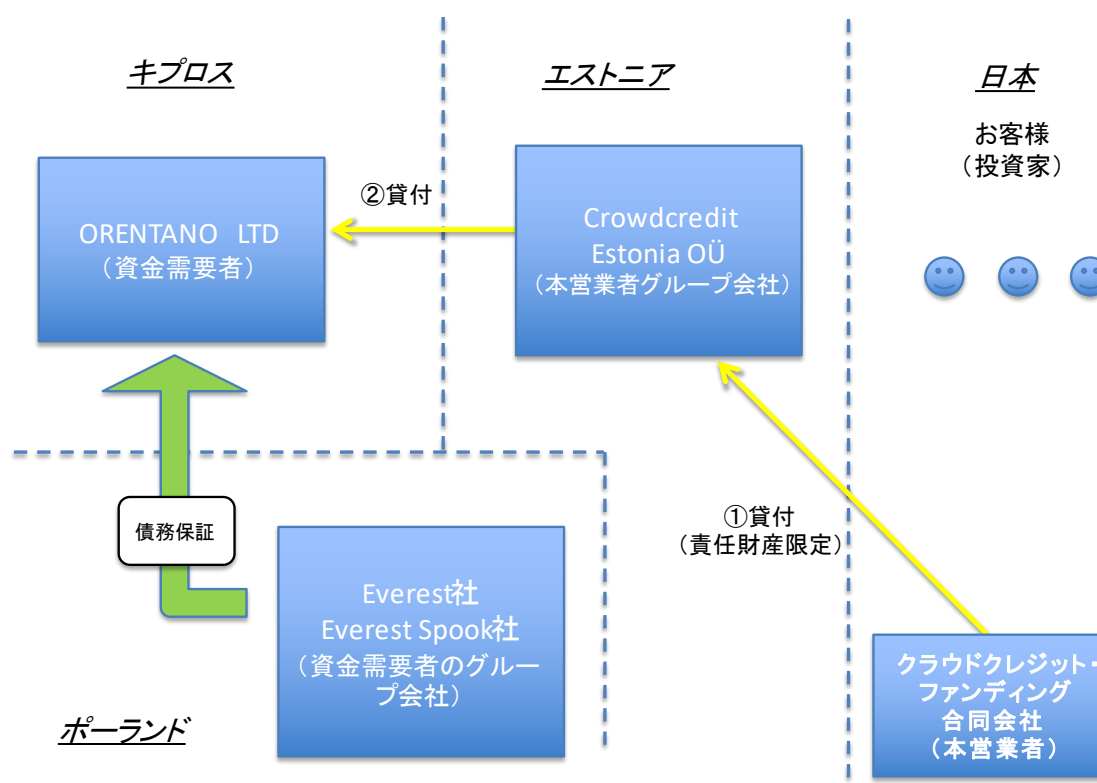 キプロス
エストニア
日本
お客様
（投資家）
ORENTANO LTD
（資金需要者）
②貸付
Crowdcredit
Estonia OÜ
（本営業者グループ会社）
債務保証
①貸付
（責任財産限定）
Everest社
Everest Spook社
（資金需要者のグルー
プ会社）
クラウドクレジット・
ファンディング
合同会社
（本営業者）
ポーランド